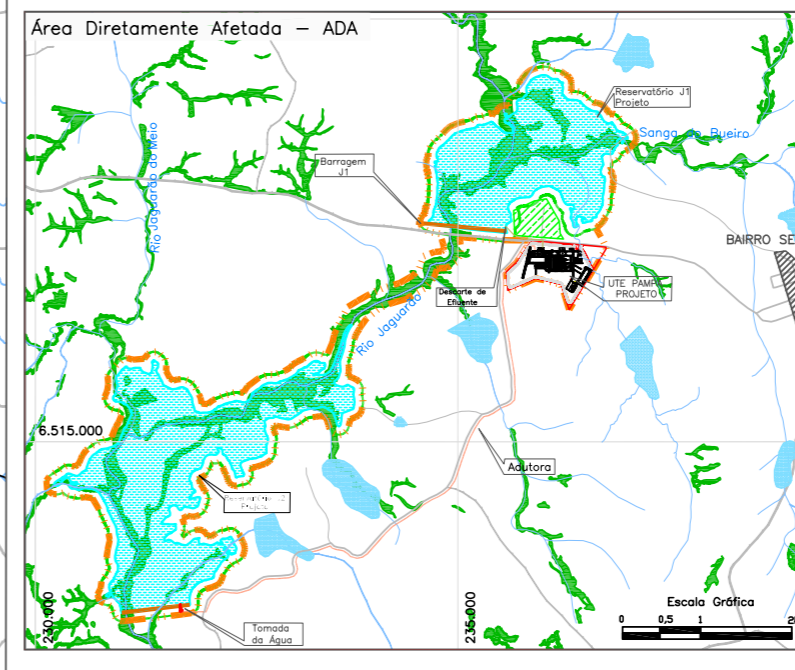 Área Diretamente Afetada – ADA
Reservatório J1
Projeto
Sanga do Bueiro
Barragem
J1
Rio Jaguarão do Meio
BAIRRO SE
Descarte de
Efluente
UTE PAMPA
PROJETO
Rio Jaguarão
6.515.000
Adutora
Projeto
230.000
235.000
Tomada
da Água
Escala Gráfica
0 0,5 1